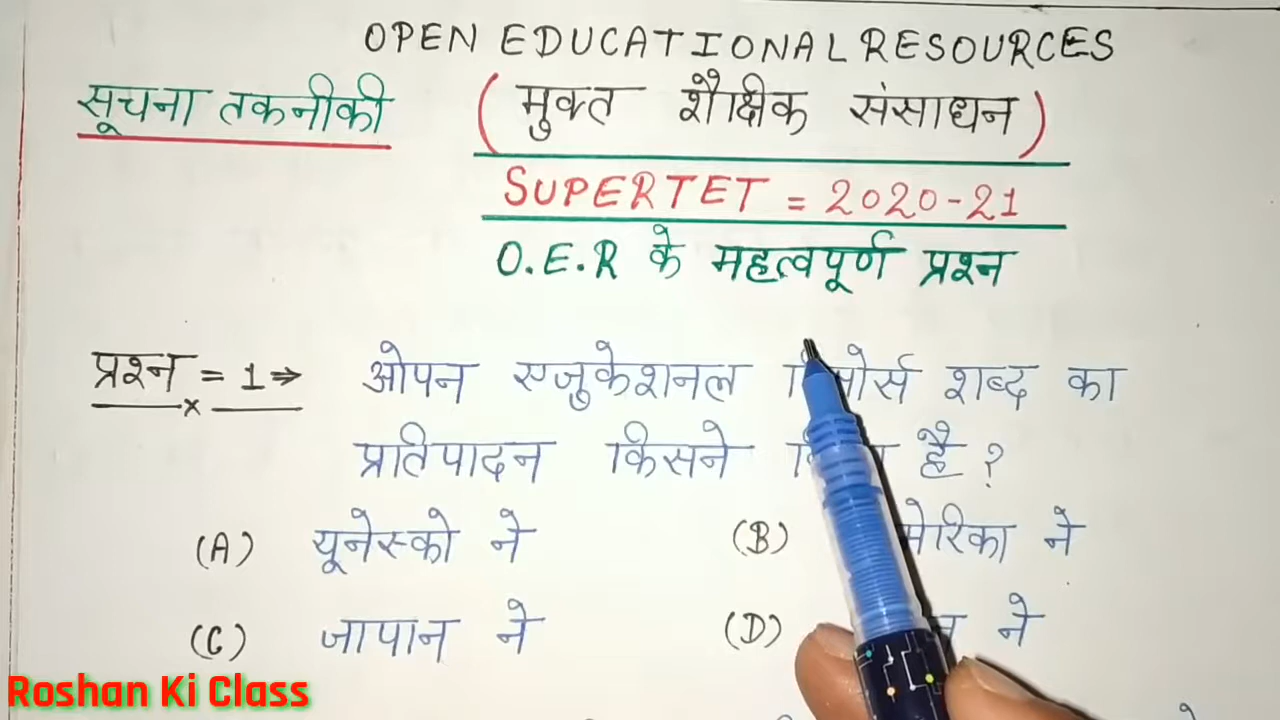 OPEN EDUCATIONAL RESOURCES
सूचना तकनीकी (मुक्त शैक्षिक संसाधन)
SUPERTET = 2020-21
O.E.R के महत्वपूर्ण प्रश्न
प्रश्न = 1⇒ ओपन एजुकेशनल शब्द का
प्रतिपादन किसने है?
(A) यूनेस्को ने (B) ने
(C) जापान ने (D) ने
Roshan Ki Class